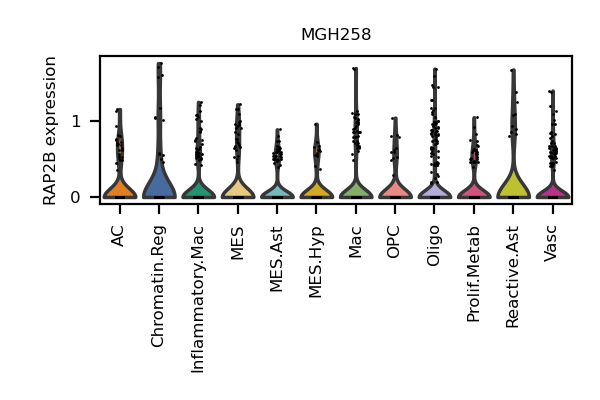 MGH258
RAP2B expression
1
0
AC
Chromatin.Reg
Inflammatory.Mac
MES
MES.Ast
MES.Hyp
Mac
OPC
Oligo
Prolif.Metab
Reactive.Ast
Vasc